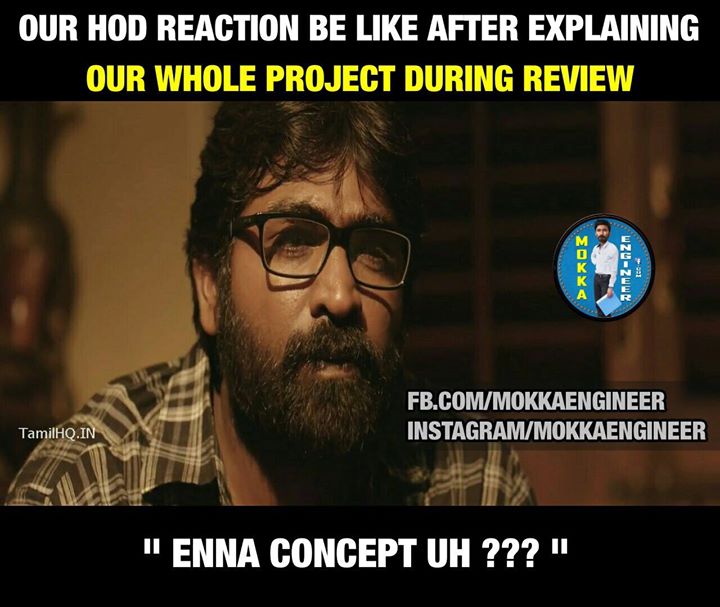 OUR HOD REACTION BE LIKE AFTER EXPLAINING
OUR WHOLE PROJECT DURING REVIEW
MOKKA
ENGINEER
FB.COM/MOKKAENGINEER
INSTAGRAM/MOKKAENGINEER
TamilHQ.IN
" ENNA CONCEPT UH ??? "